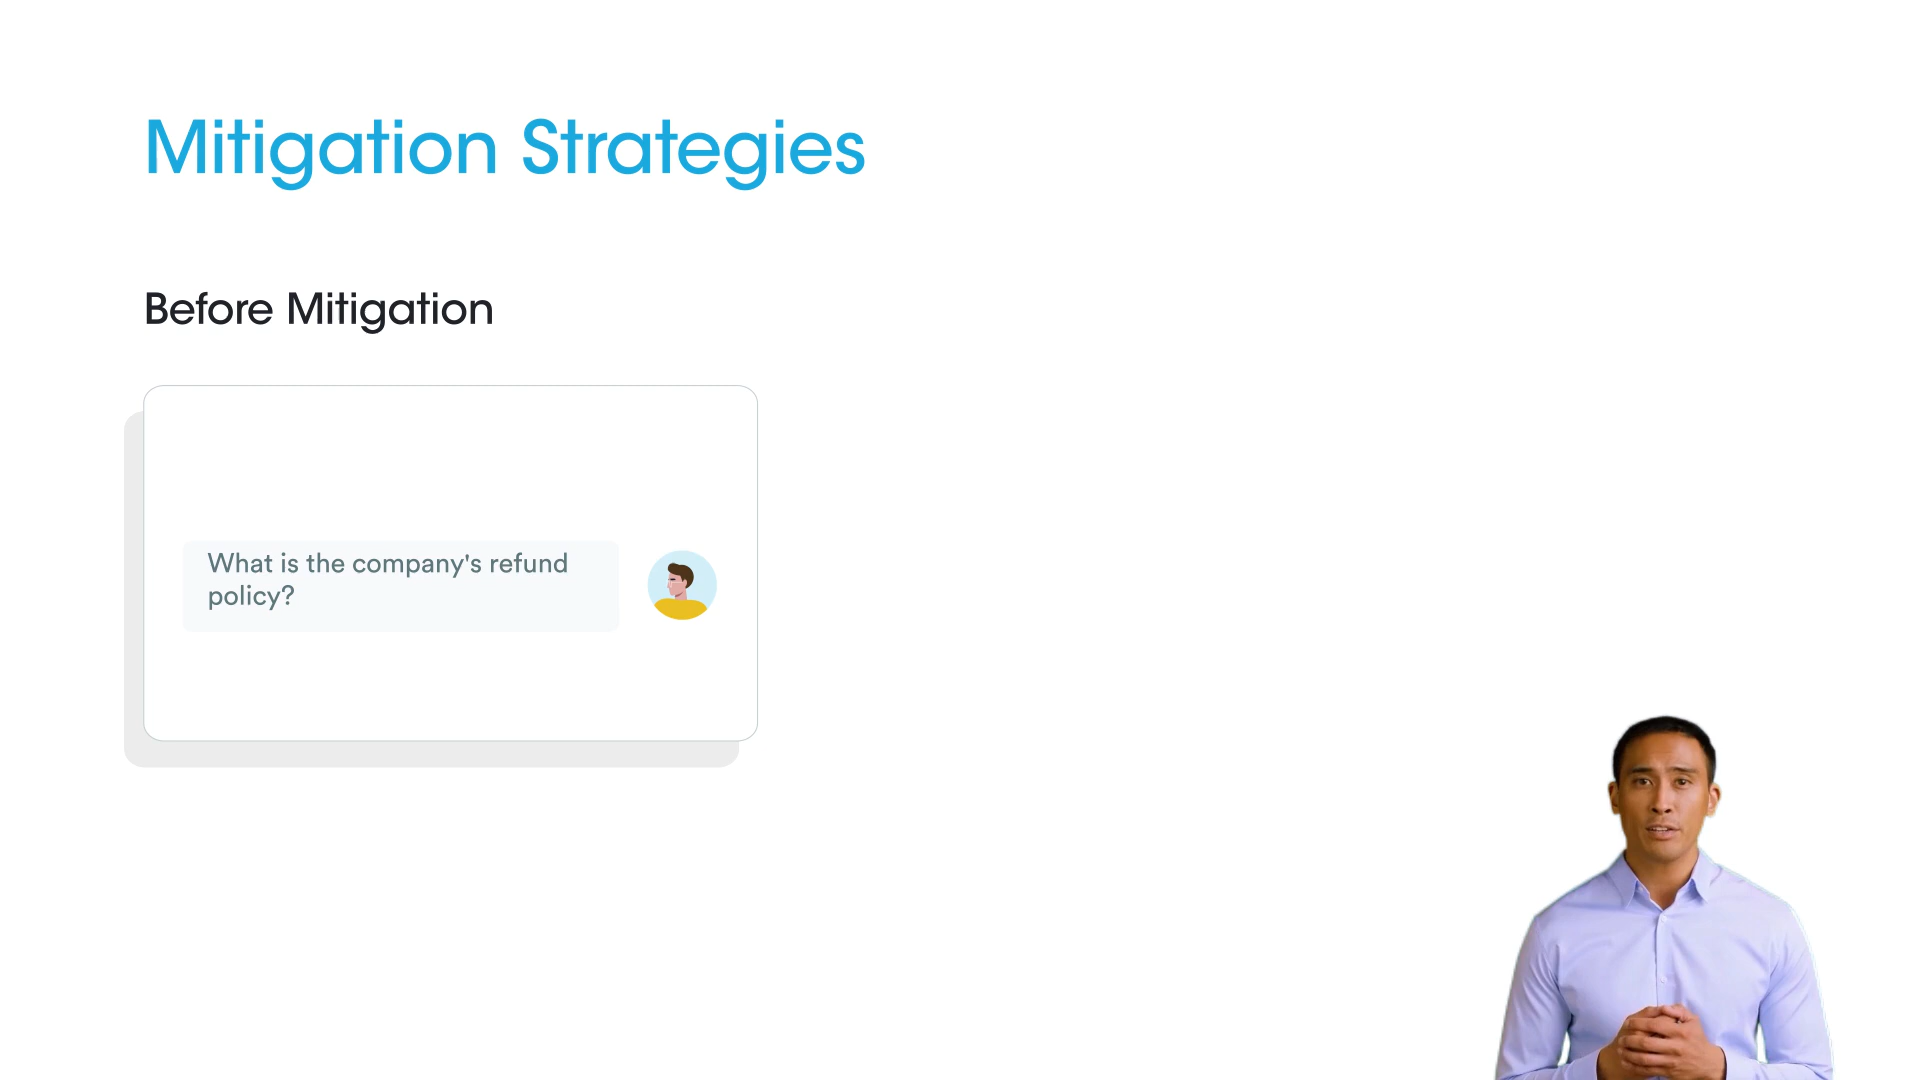 Mitigation Strategies
Before Mitigation
What is the company's refund
policy?